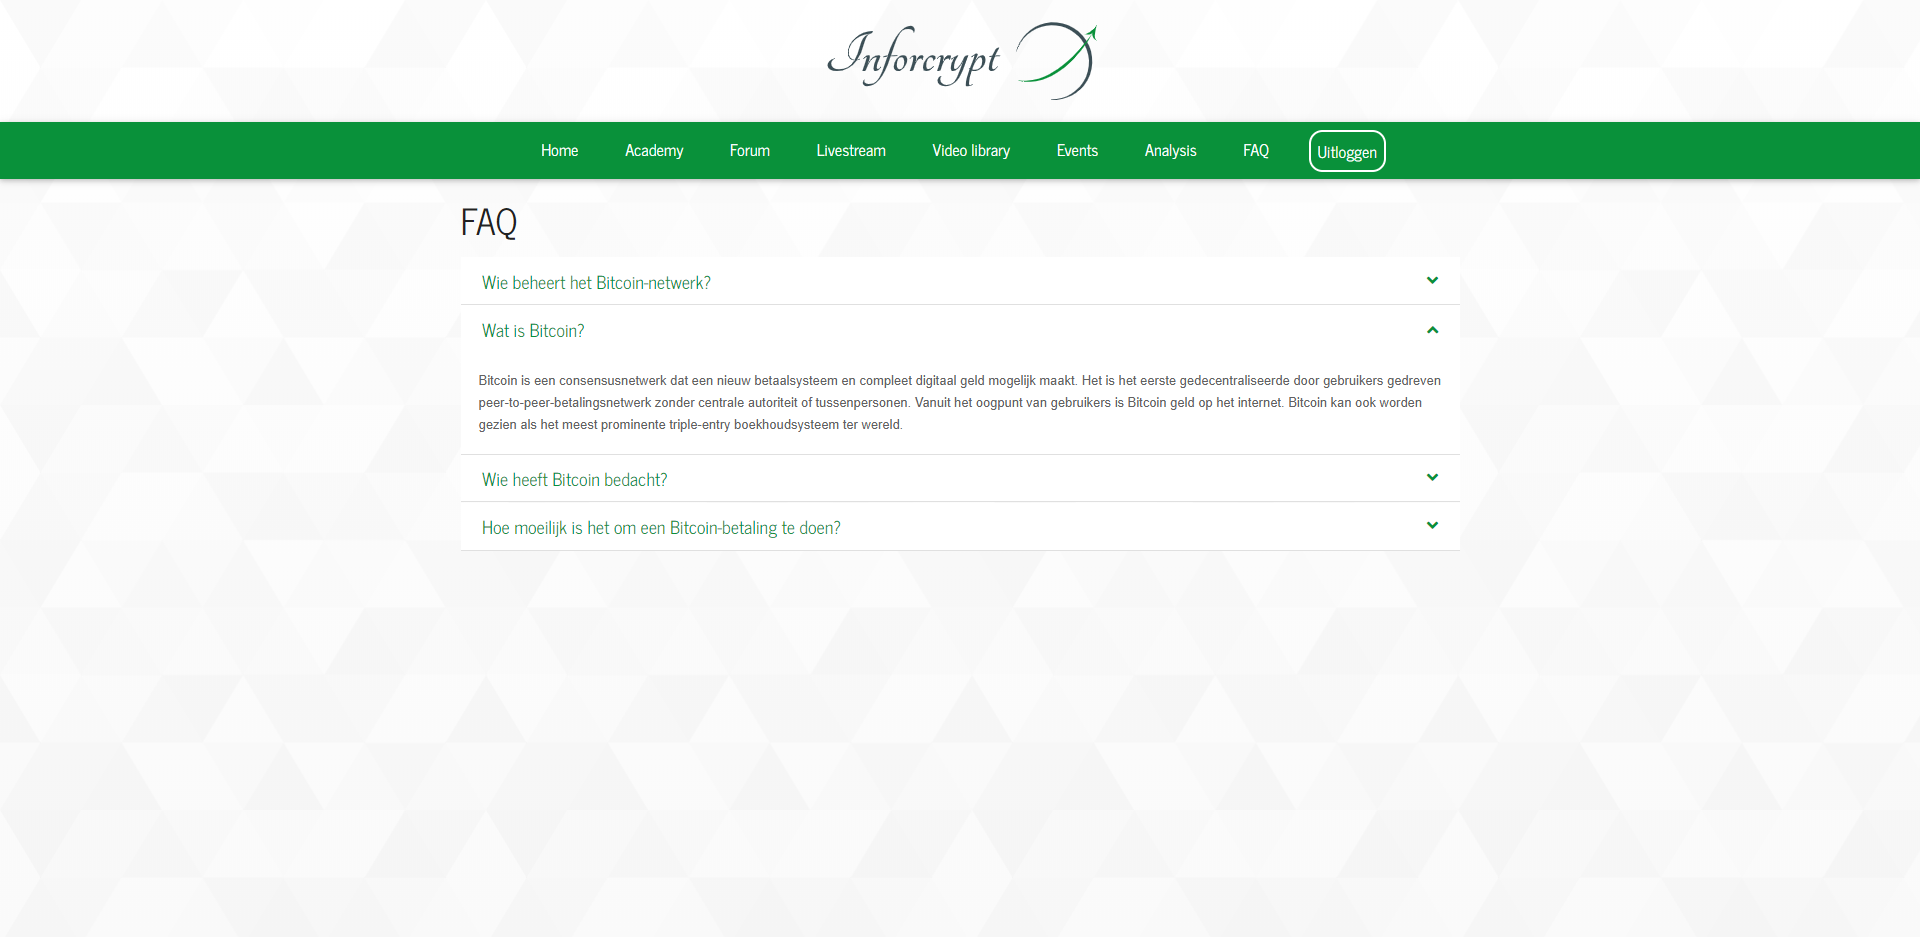 Inforcrypt
Home Academy Forum Livestream Video library Events Analysis FAQ Uitloggen
FAQ
Wie beheert het Bitcoin-netwerk?
Wat is Bitcoin?
Bitcoin is een consensusnetwerk dat een nieuw betaalsysteem en compleet digitaal geld mogelijk maakt. Het is het eerste gedecentraliseerde door gebruikers gedreven
peer-to-peer-betalingsnetwerk zonder centrale autoriteit of tussenpersonen. Vanuit het oogpunt van gebruikers is Bitcoin geld op het internet. Bitcoin kan ook worden
gezien als het meest prominente triple-entry boekhoudsysteem ter wereld.
Wie heeft Bitcoin bedacht?
Hoe moeilijk is het om een Bitcoin-betaling te doen?